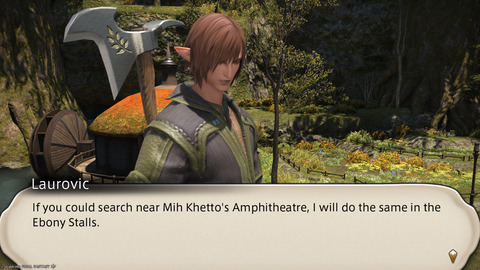 Laurovic
If you could search near Mih Khetto's Amphitheatre, I will do the same in the
Ebony Stalls.